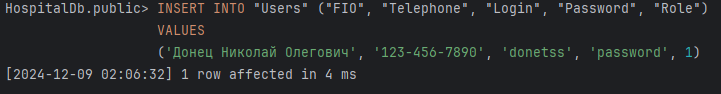 HospitalDb.public> INSERT INTO "Users" ("FIO", "Telephone", "Login", "Password", "Role")
VALUES
('Донец Николай Олегович', '123-456-7890', 'donetss', 'password', 1)
[2024-12-09 02:06:32] 1 row affected in 4 ms